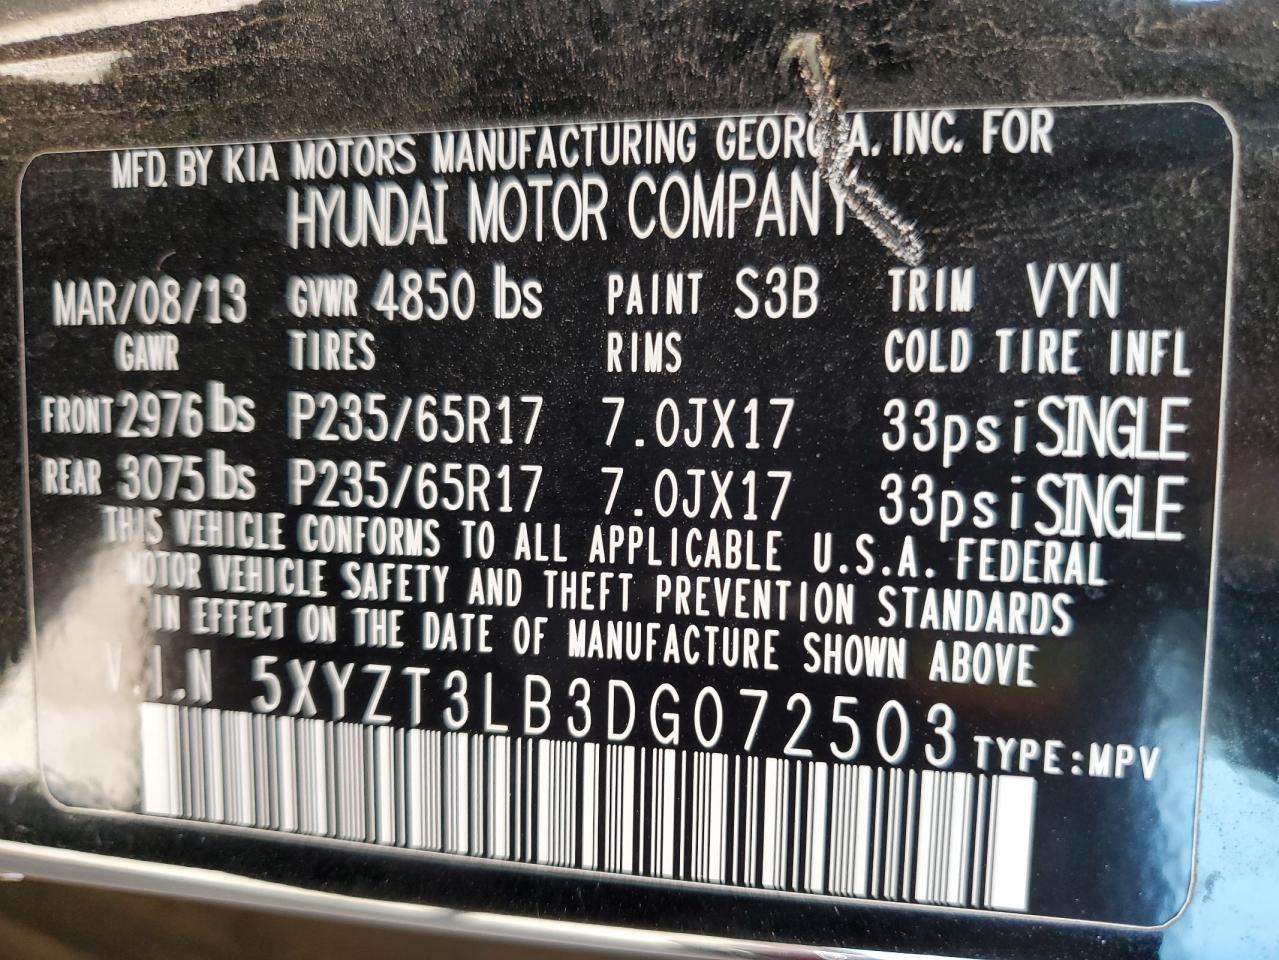 MFD. BY KIA MOTORS MANUFACTURING GEORGIA. INC. FOR
HYUNDAI MOTOR COMPANY
MAR/08/13 GVWR 4850 lbs PAINT S3B TRIM VYN
GAWR TIRES RIMS COLD TIRE INFL
FRONT 2976 lbs P235/65R17 7.0JX17 33psi SINGLE
REAR 3075 lbs P235/65R17 7.0JX17 33psi SINGLE
THIS VEHICLE CONFORMS TO ALL APPLICABLE U.S.A. FEDERAL
MOTOR VEHICLE SAFETY AND THEFT PREVENTION STANDARDS
IN EFFECT ON THE DATE OF MANUFACTURE SHOWN ABOVE
V.I.N 5XYZT3LB3DG072503 TYPE:MPV